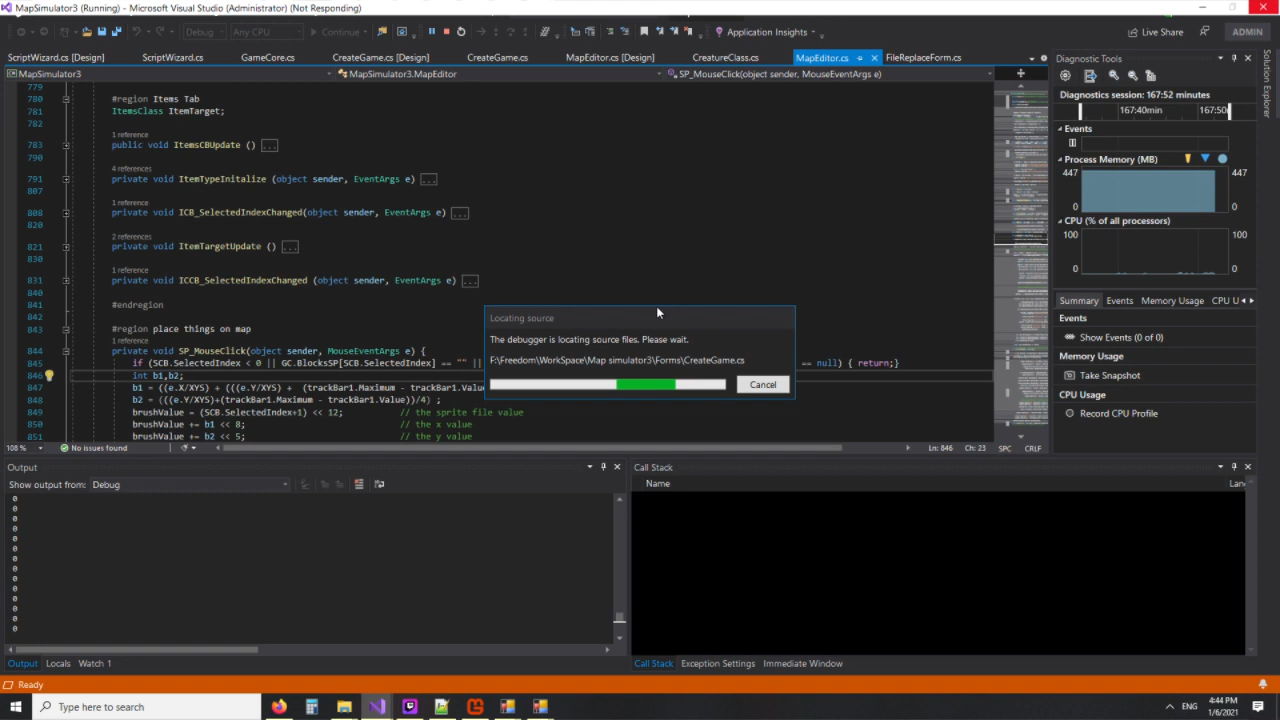 MapSimulator3 (Running) - Microsoft Visual Studio (Administrator) (Not Responding)
Debug Any CPU Continue Application Insights Live Share ADMIN
ScriptWizard.cs [Design] ScriptWizard.cs GameCore.cs CreateGame.cs [Design] CreateGame.cs MapEditor.cs [Design] CreatureClass.cs MapEditor.cs FileReplaceForm.cs
MapSimulator3 MapSimulator3.MapEditor SP_MouseClick(object sender, MouseEventArgs e)
779
780 #region Items Tab
781 ItemsClass ItemTarget;
782
1 reference
783 public void ItemsCBUpdate () ...
790
4 references
791 private void ItemTypeInitalize (object sender, EventArgs e) ...
807
1 reference
808 private void ICB_SelectedIndexChanged(object sender, EventArgs e) ...
820
2 references
821 private void ItemTargetUpdate () ...
830
1 reference
831 private void ICCB_SelectedIndexChanged (object sender, EventArgs e) ...
840
841 #endregion
842
843 #region place things on map
1 reference
844 private void SP_MouseClick(object sender, MouseEventArgs e) {
845 if (SCB.SelectedIndex < 0 || GC.BlocksSP[SCB.SelectedIndex] == "" || == null) { return;}
846 int b1,b2;
847 b1 = ((e.X/XYS) + (((e.Y/XYS) + (trackBar1.Maximum - trackBar1.Valu
848 b2 = (((e.Y/XYS)+(trackBar1.Maximum - trackBar1.Value))/4) ;
849 brushValue = (SCB.SelectedIndex+1) << 12; // the sprite file value
850 brushValue += b1 << 8; // the x value
851 brushValue += b2 << 5; // the y value
Locating source
The debugger is locating source files. Please wait.
F:\Freedom\WorkSpace\Map simulator3\Forms\CreateGame.cs
Cancel
108 % No issues found Ln: 846 Ch: 23 SPC CRLF
Diagnostic Tools
Diagnostics session: 167:52 minutes
167:40min 167:50
Events
Process Memory (MB)
447 447
0 0
CPU (% of all processors)
100 100
0 0
Summary Events Memory Usage CPU U
Events
Show Events (0 of 0)
Memory Usage
Take Snapshot
CPU Usage
Record CPU Profile
Solution Explorer
Output
Show output from: Debug
0
0
0
0
0
0
0
0
0
0
0
0
0
0
Output Locals Watch 1
Call Stack
Name Lan
Call Stack Exception Settings Immediate Window
Ready
Type here to search
ENG
4:44 PM
1/6/2021